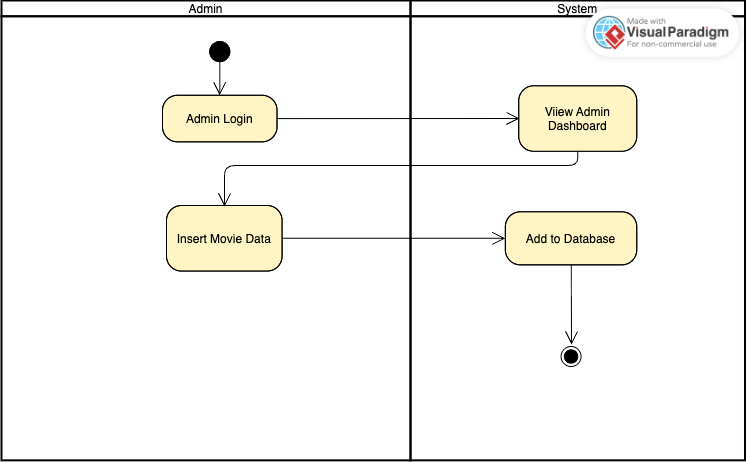 Admin
System
Made with
Visual Paradigm
For non-commercial use
Admin Login
Viiew Admin
Dashboard
Insert Movie Data
Add to Database